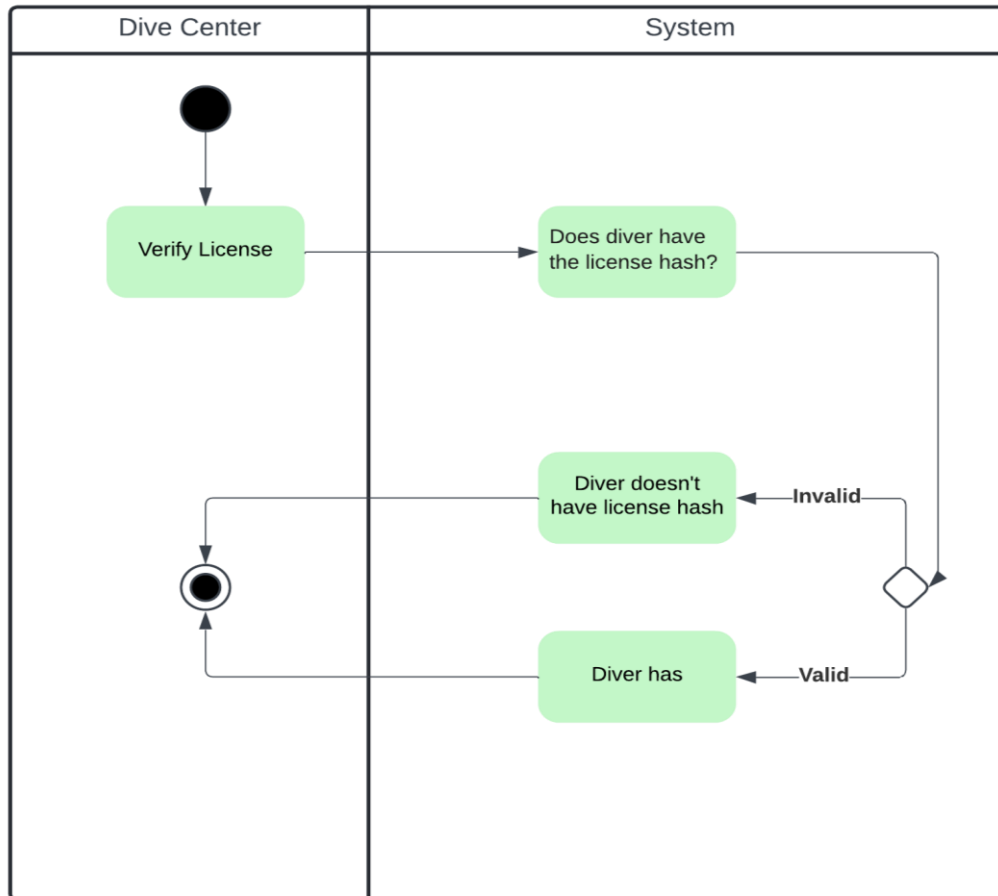 Dive Center
System
Verify License
Does diver have
the license hash?
Diver doesn't
have license hash
Invalid
Diver has
Valid